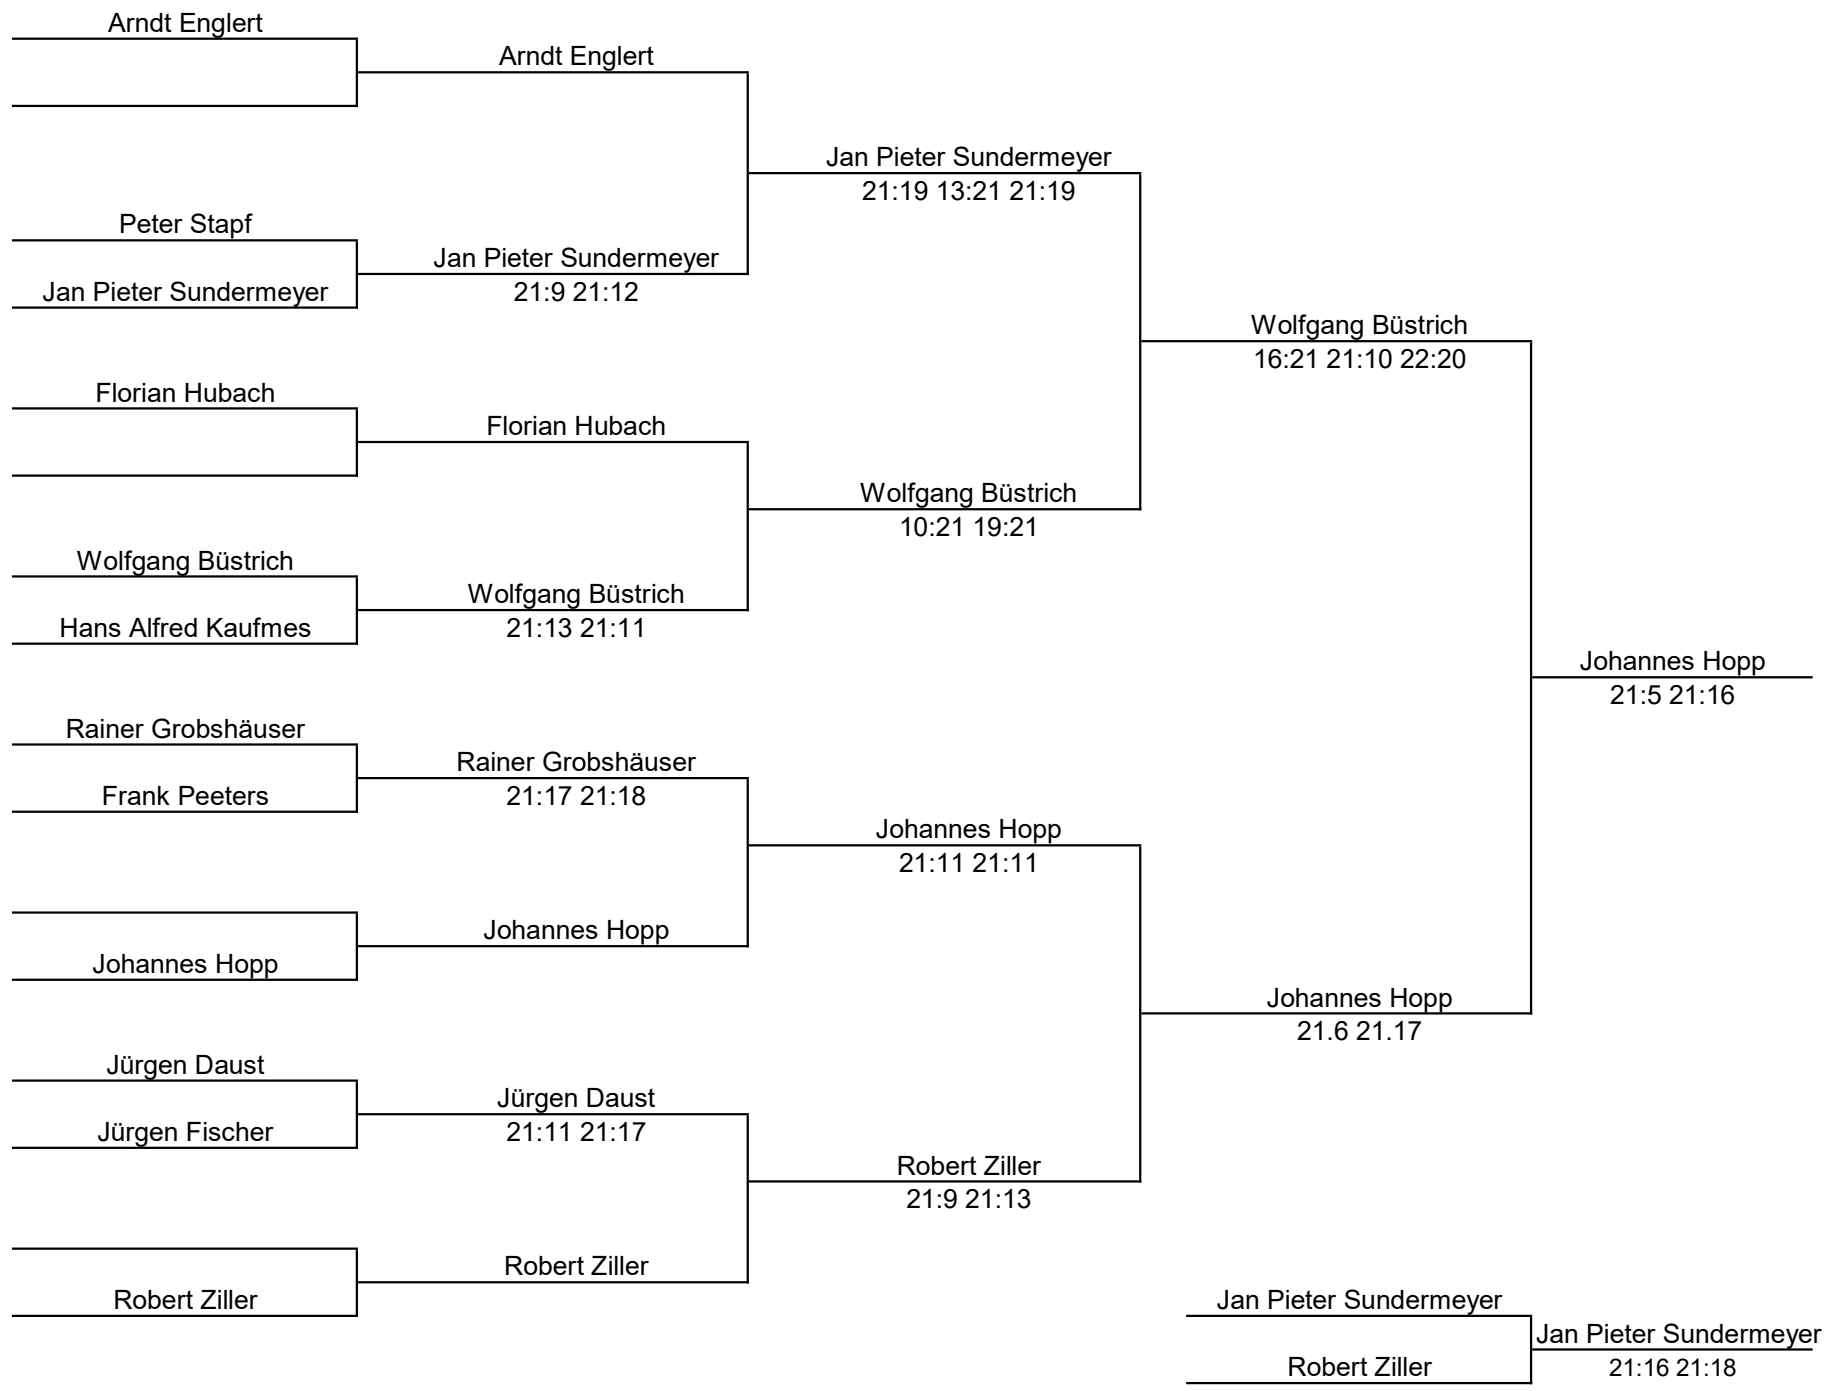 Arndt Englert
Arndt Englert
Jan Pieter Sundermeyer
21:19 13:21 21:19
Peter Stapf
Jan Pieter Sundermeyer
Jan Pieter Sundermeyer
21:9 21:12
Wolfgang Büstrich
16:21 21:10 22:20
Florian Hubach
Florian Hubach
Wolfgang Büstrich
10:21 19:21
Wolfgang Büstrich
Wolfgang Büstrich
Hans Alfred Kaufmes
21:13 21:11
Johannes Hopp
21:5 21:16
Rainer Grobshäuser
Rainer Grobshäuser
Frank Peeters
21:17 21:18
Johannes Hopp
21:11 21:11
Johannes Hopp
Johannes Hopp
Johannes Hopp
21.6 21.17
Jürgen Daust
Jürgen Daust
Jürgen Fischer
21:11 21:17
Robert Ziller
21:9 21:13
Robert Ziller
Robert Ziller
Jan Pieter Sundermeyer
Jan Pieter Sundermeyer
Robert Ziller
21:16 21:18